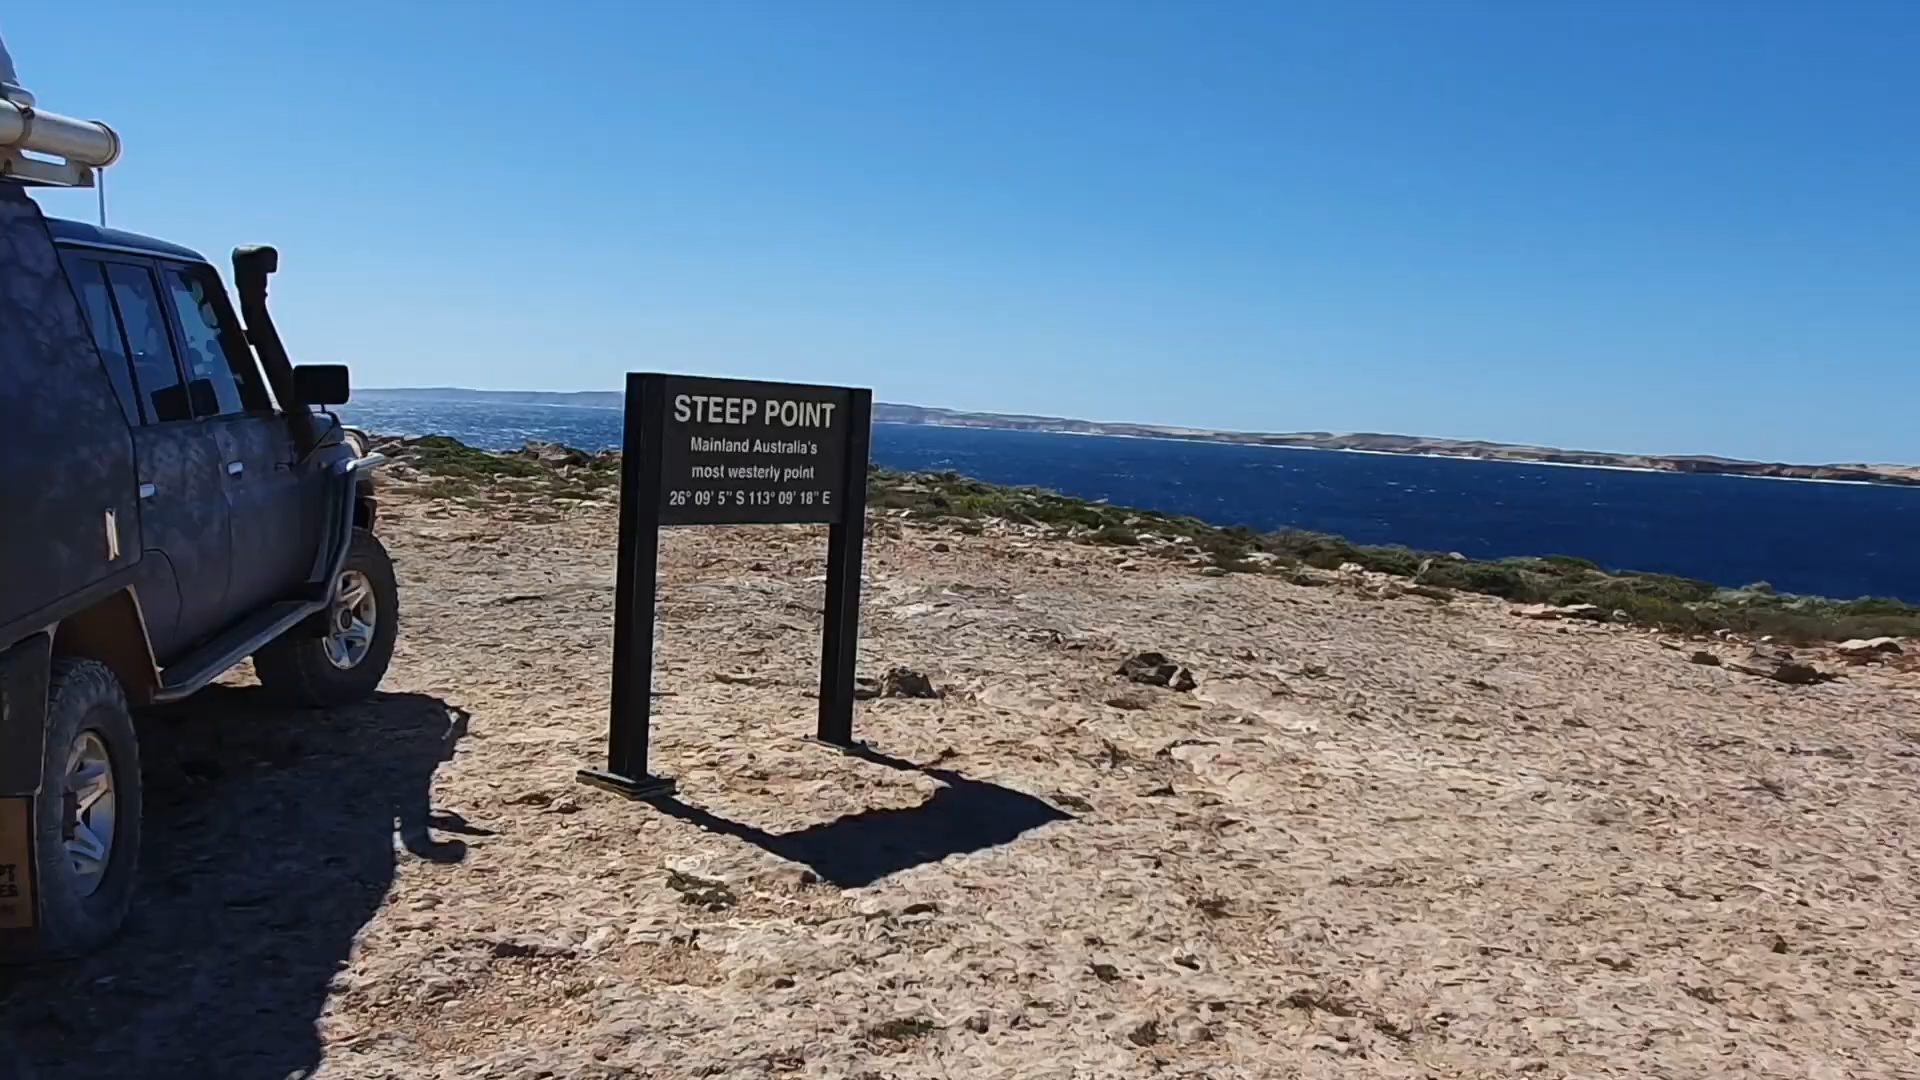 STEEP POINT
Mainland Australia's
most westerly point
26° 09' 5" S 113° 09' 18" E